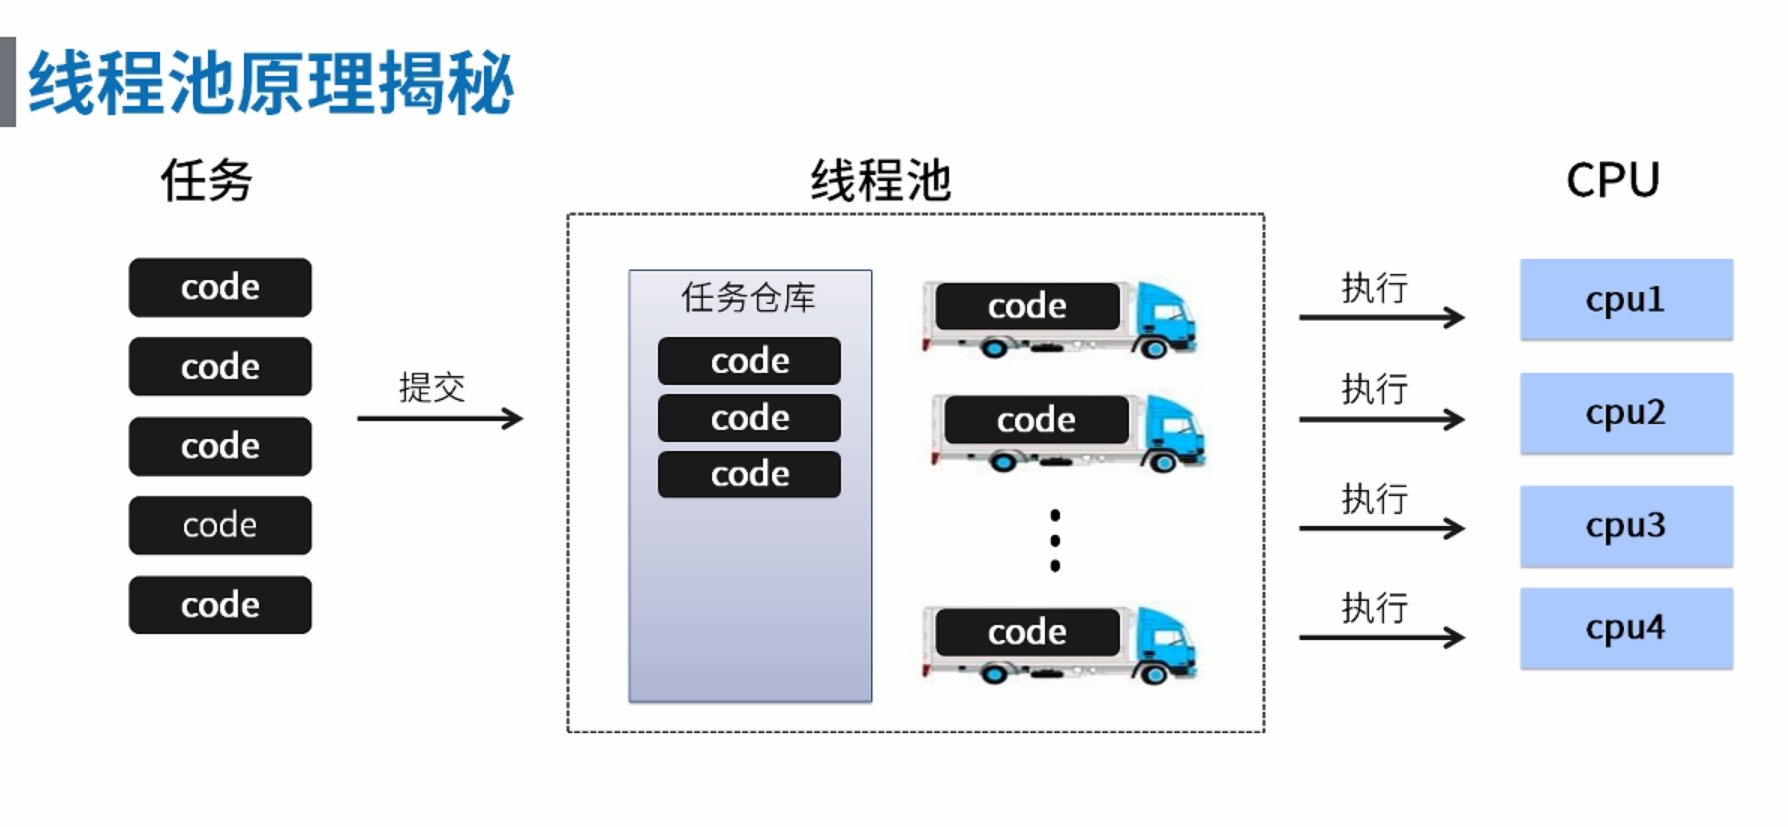 线程池原理揭秘
任务
线程池
CPU
code
code
code
code
code
提交
任务仓库
code
code
code
code
code
code
执行
执行
执行
执行
cpu1
cpu2
cpu3
cpu4